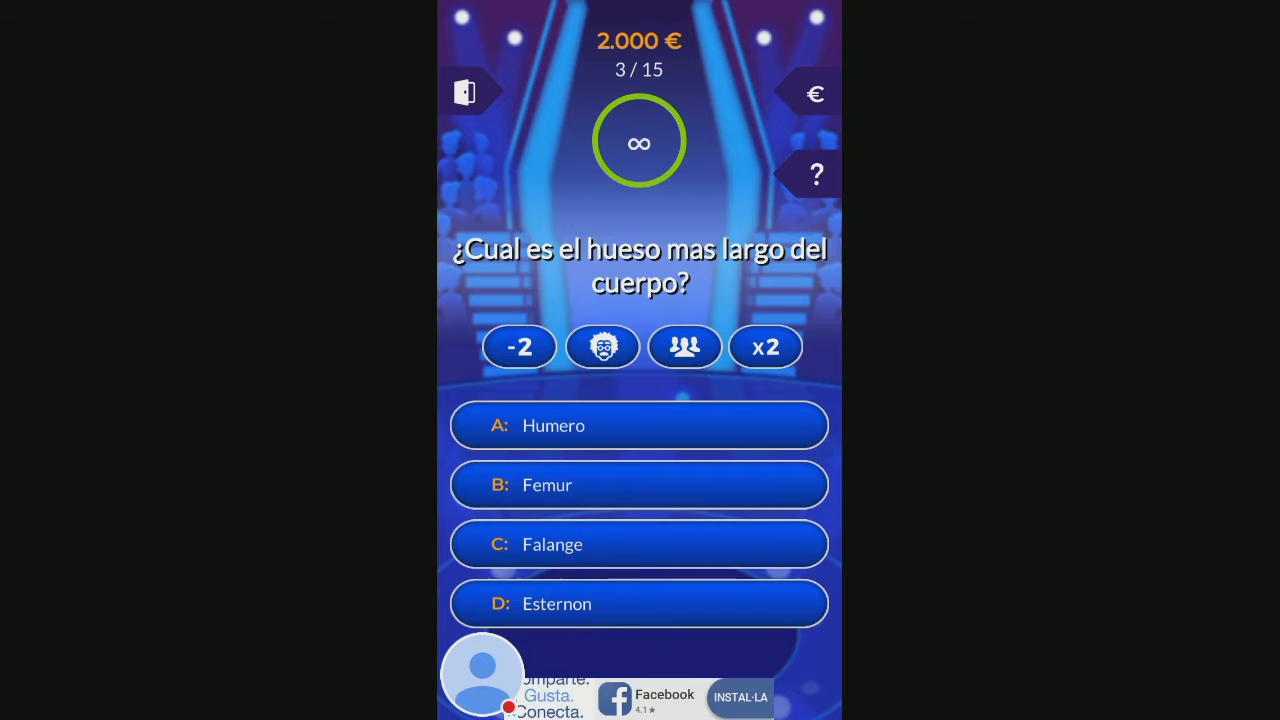 2.000 €
3 / 15
∞
€
?
¿Cual es el hueso mas largo del
cuerpo?
-2
x2
A: Humero
B: Femur
C: Falange
D: Esternon
omparte.
Gusta.
Conecta.
Facebook
4.1★
INSTAL·LA